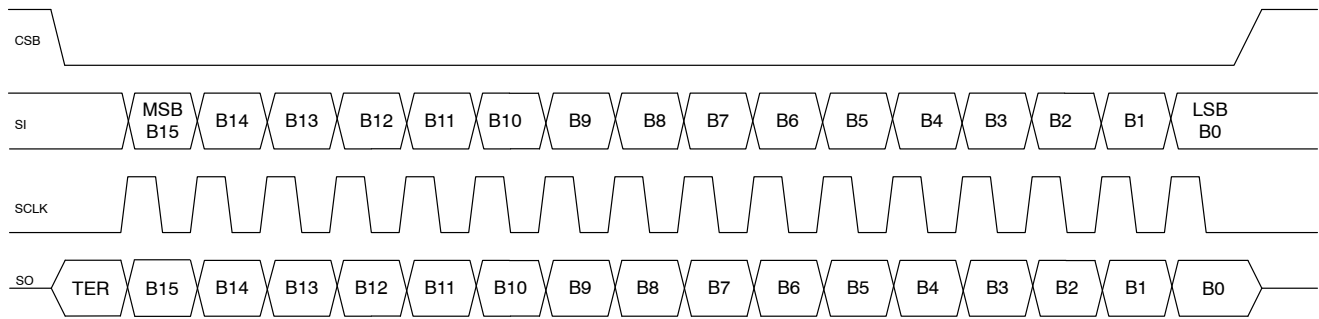 CSB
SI MSB B15 B14 B13 B12 B11 B10 B9 B8 B7 B6 B5 B4 B3 B2 B1 LSB B0
SCLK
SO TER B15 B14 B13 B12 B11 B10 B9 B8 B7 B6 B5 B4 B3 B2 B1 B0